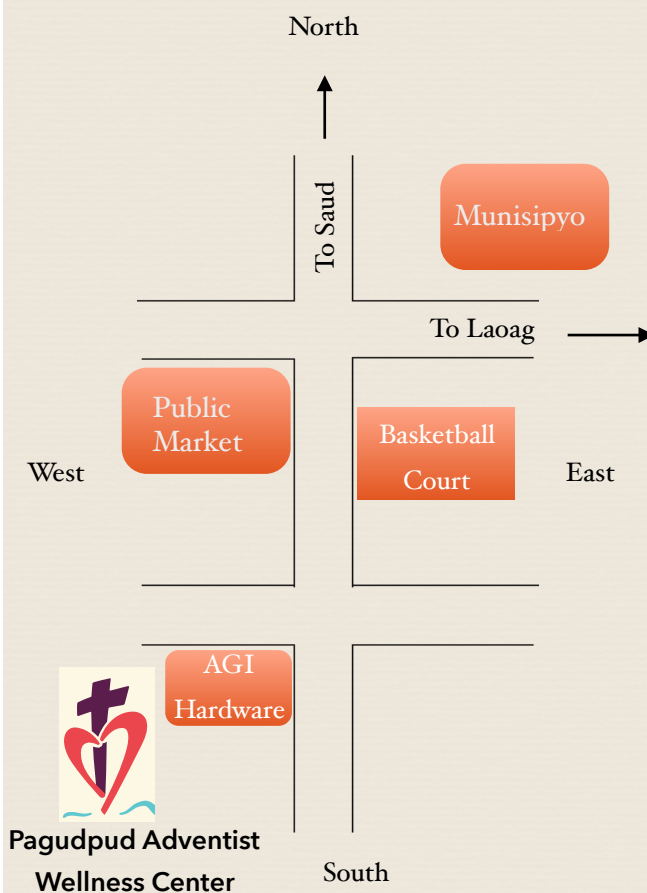 North
To Saud
Munisipyo
To Laoag
Public
Market
Basketball
Court
West
East
AGI
Hardware
Pagudpud Adventist
Wellness Center
South